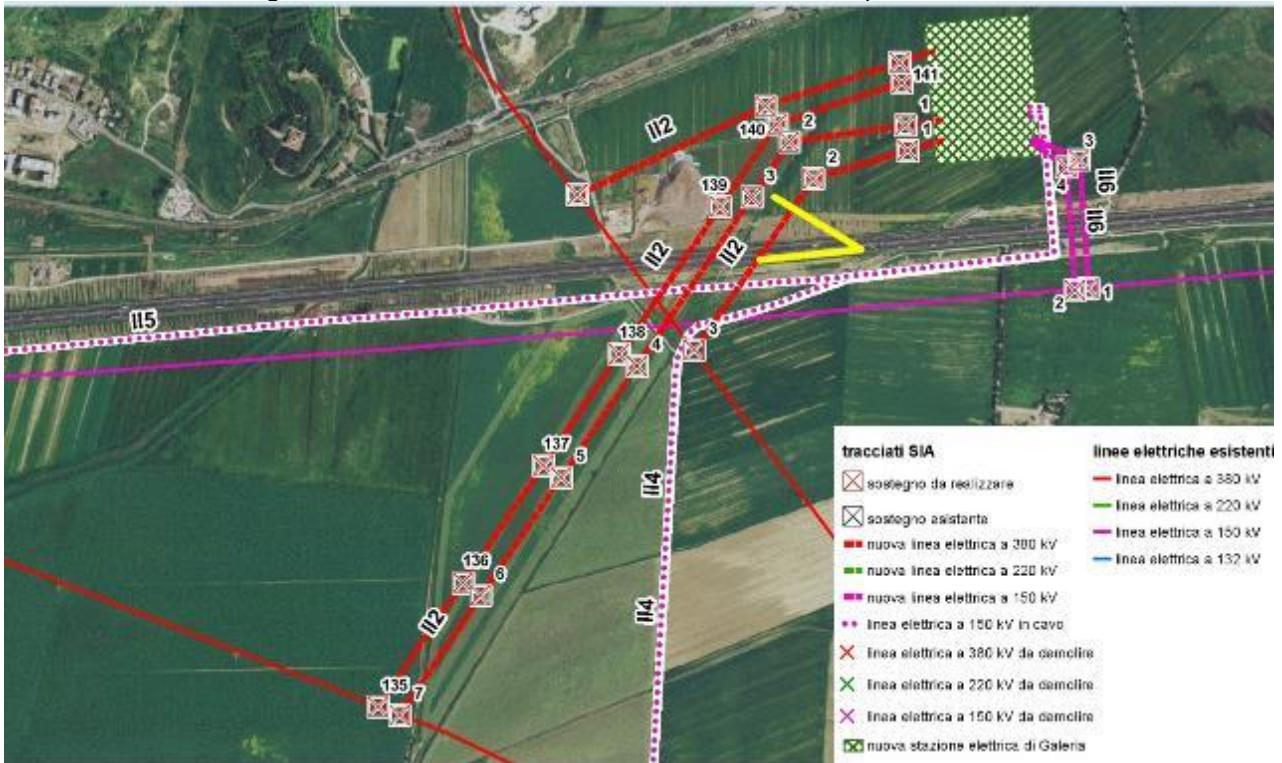 141
II2
1
140
2
1
3
2
3
139
4
II6
II2
II2
II6
2
1
II5
138
4
3
137
5
II4
136
6
II2
II4
135
7
tracciati SIA
sostegno da realizzare
sostegno esistente
nuova linea elettrica a 380 kV
nuova linea elettrica a 220 kV
nuova linea elettrica a 150 kV
linea elettrica a 150 kV in cavo
linea elettrica a 380 kV da demolire
linea elettrica a 220 kV da demolire
linea elettrica a 150 kV da demolire
nuova stazione elettrica di Galeria
linee elettriche esistenti
linea elettrica a 380 kV
linea elettrica a 220 kV
linea elettrica a 150 kV
linea elettrica a 132 kV